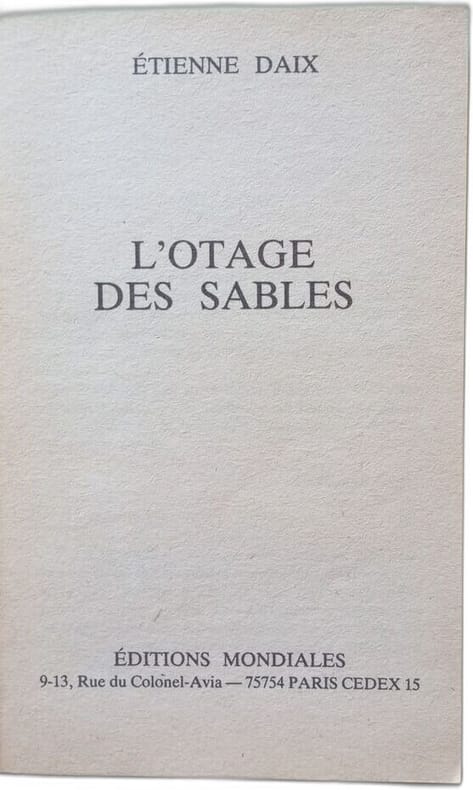 ÉTIENNE DAIX
L'OTAGE
DES SABLES
ÉDITIONS MONDIALES
9-13, Rue du Colonel-Avia — 75754 PARIS CEDEX 15